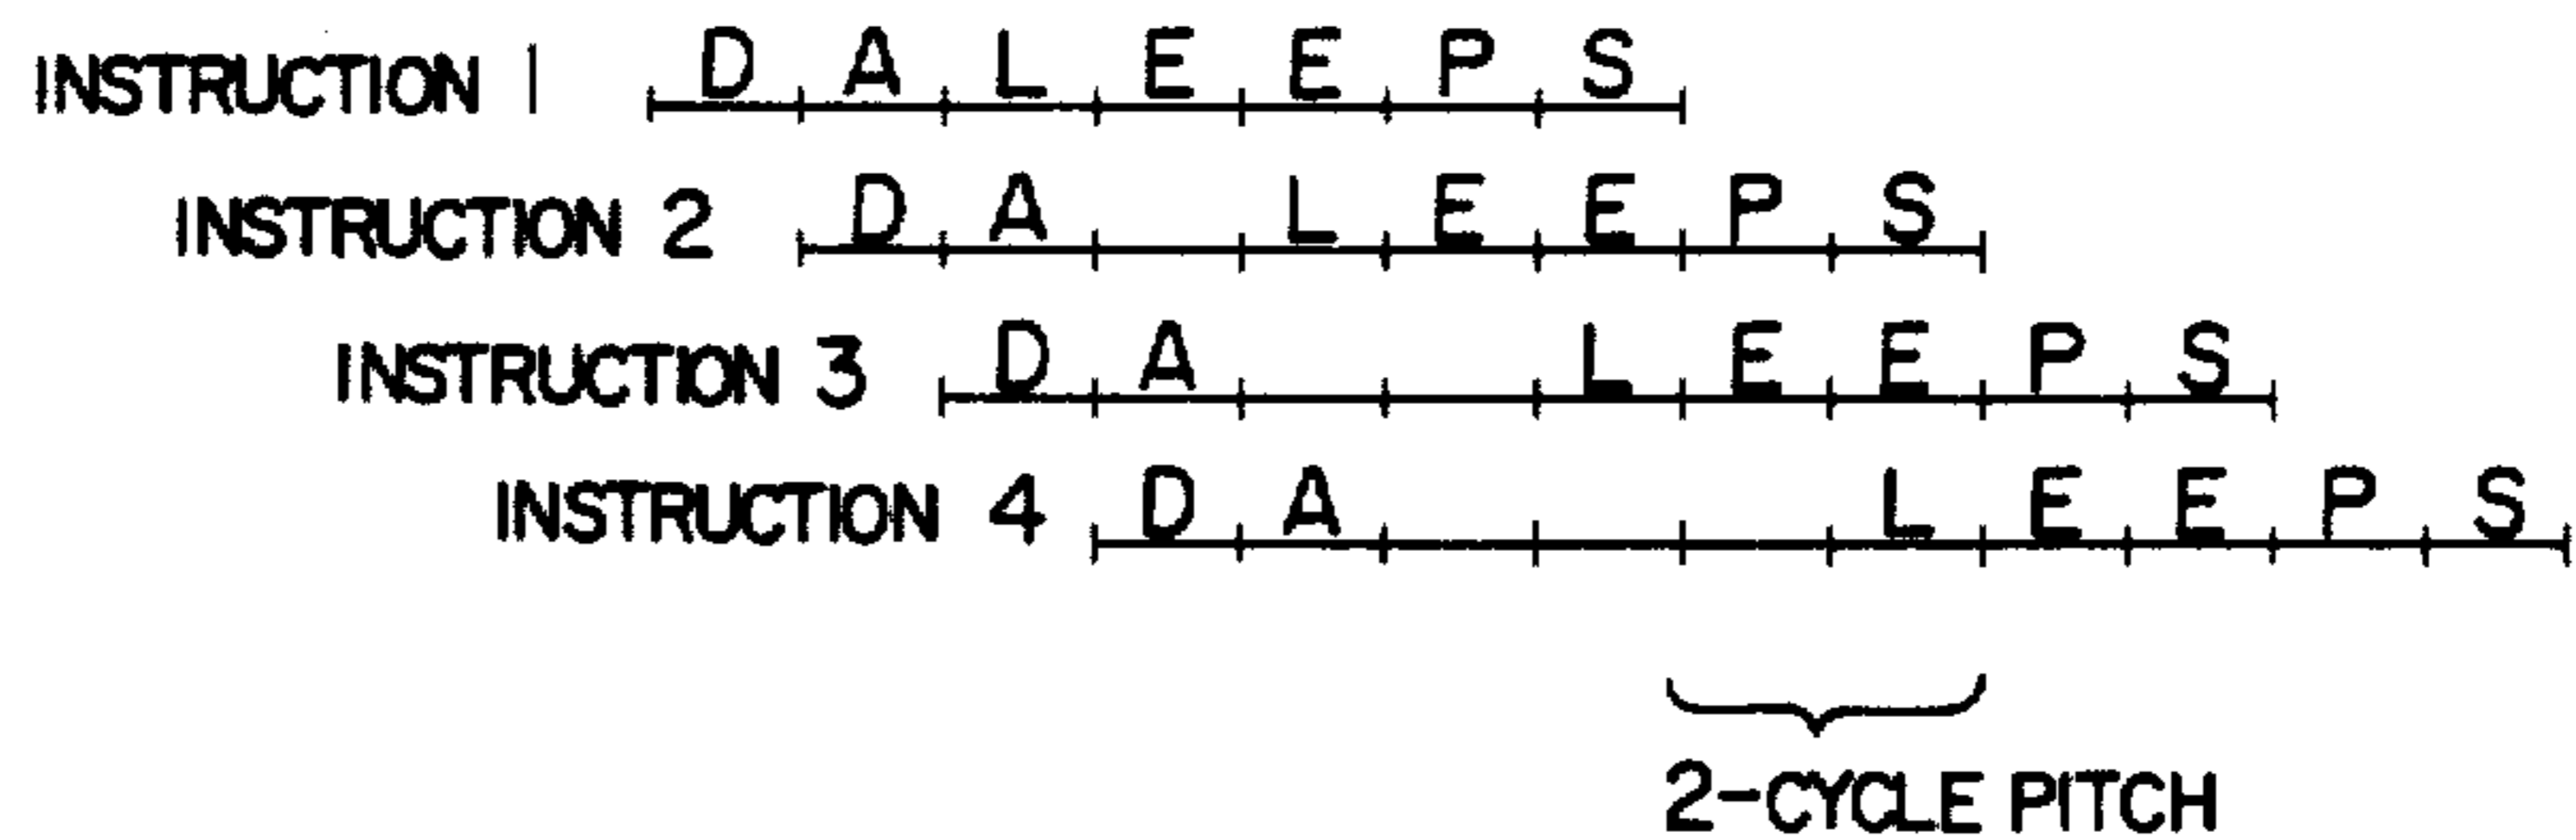 INSTRUCTION 1 D A L E E P S
INSTRUCTION 2 D A L E E P S
INSTRUCTION 3 D A L E E P S
INSTRUCTION 4 D A L E E P S
2-CYCLE PITCH